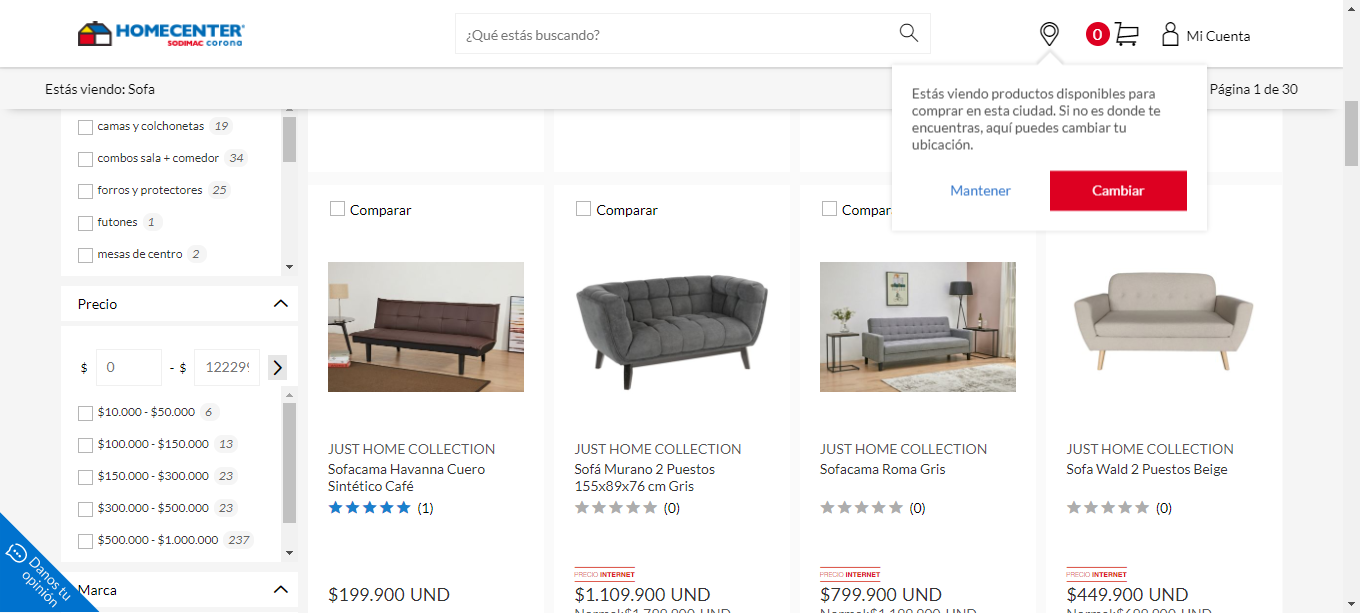 HOMECENTER
SODIMAC corona
¿Qué estás buscando?
0
Mi Cuenta
Estás viendo: Sofa
Página 1 de 30
Estás viendo productos disponibles para
comprar en esta ciudad. Si no es donde te
encuentras, aquí puedes cambiar tu
ubicación.
Mantener
Cambiar
camas y colchonetas 19
combos sala + comedor 34
forros y protectores 25
futones 1
mesas de centro 2
Precio
$ 0 - $ 122299
$10.000 - $50.000 6
$100.000 - $150.000 13
$150.000 - $300.000 23
$300.000 - $500.000 23
$500.000 - $1.000.000 237
Marca
Danos tu
opinión
Comparar
JUST HOME COLLECTION
Sofacama Havanna Cuero
Sintético Café
(1)
$199.900 UND
Comparar
JUST HOME COLLECTION
Sofá Murano 2 Puestos
155x89x76 cm Gris
(0)
PRECIO INTERNET
$1.109.900 UND
Normal: $1.799.900 UND
Compar
JUST HOME COLLECTION
Sofacama Roma Gris
(0)
PRECIO INTERNET
$799.900 UND
Normal: $1.199.900 UND
JUST HOME COLLECTION
Sofa Wald 2 Puestos Beige
(0)
PRECIO INTERNET
$449.900 UND
Normal: $699.900 UND